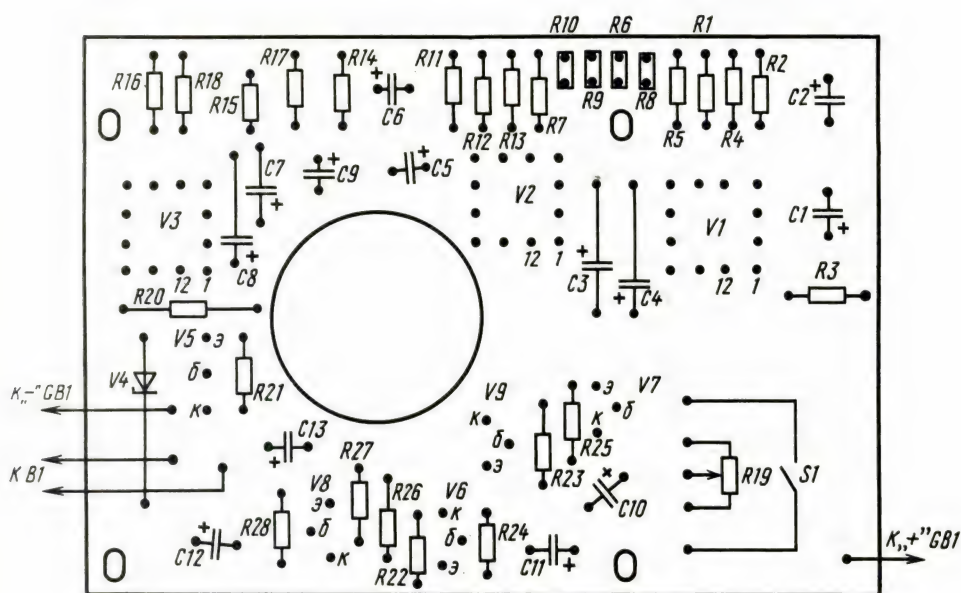 R10 R6 R1
R16 R18 R15 R17 R14 C6 R11 R12 R13 R7 R9 R8 R5 R4 R2 C2
C7 C9 C5
V3 V2 V1 C1
C8 C3 C4
12 1 12 1 12 1
R20 R3
V5 э
V4 б R21
к
К„–"GB1
К В1
V9 к б э
V7 э к б
C13 R27 R23 R25 C10 R19 S1
R28 V8 э б к
R26 V6 к б э R24
C12 R22 C11
К„+"GB1